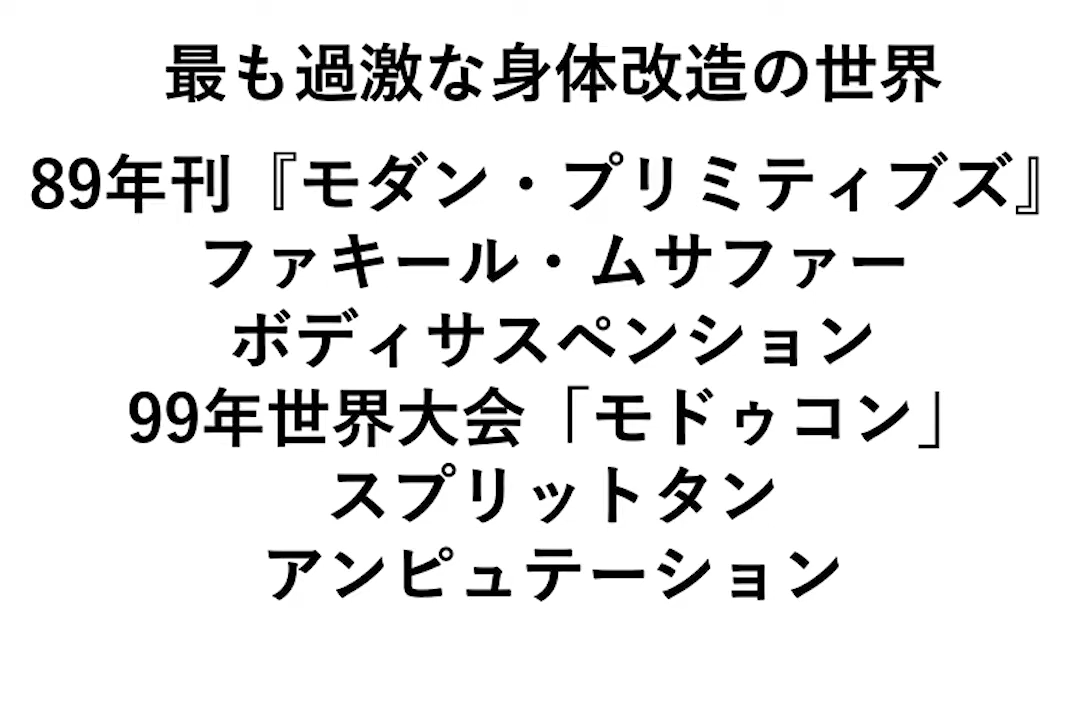 最も過激な身体改造の世界
89年刊『モダン・プリミティブズ』
ファキール・ムサファー
ボディサスペンション
99年世界大会「モドゥコン」
スプリットタン
アンピュテーション